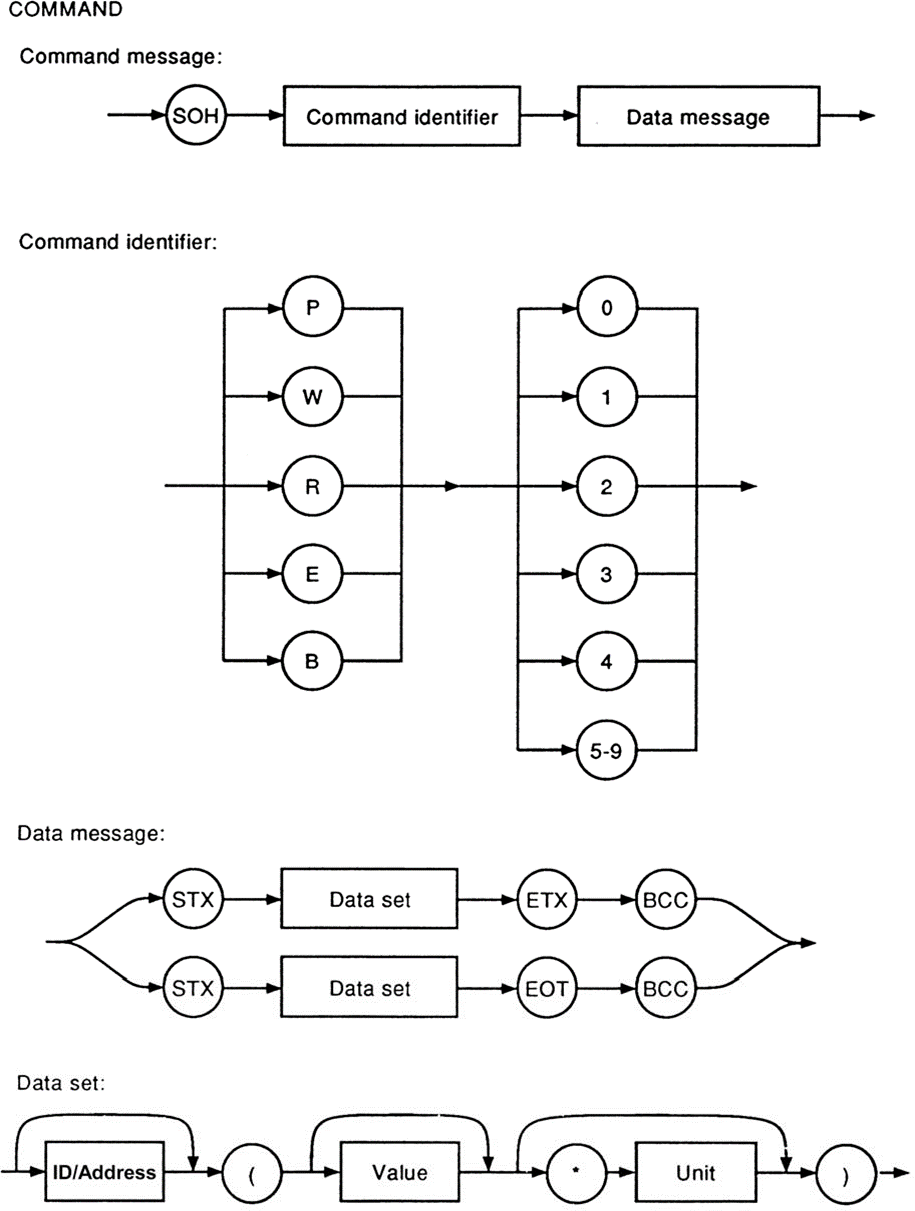 COMMAND
Command message:
SOH Command identifier Data message
Command identifier:
P 0
W 1
R 2
E 3
B 4
5-9
Data message:
STX Data set ETX BCC
STX Data set EOT BCC
Data set:
ID/Address ( Value * Unit )